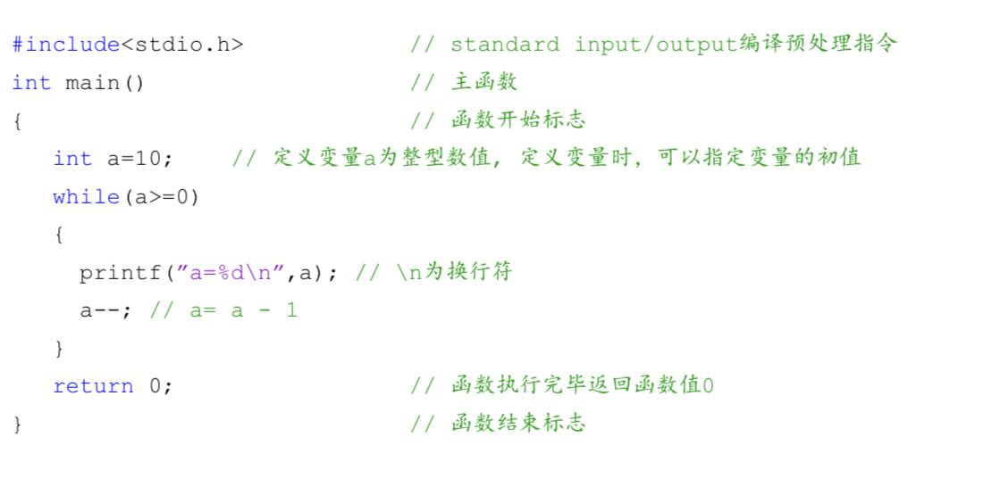 #include<stdio.h> // standard input/output编译预处理指令
int main() // 主函数
{ // 函数开始标志
int a=10; // 定义变量a为整型数值, 定义变量时, 可以指定变量的初值
while(a>=0)
{
printf("a=%d\n",a); // \n为换行符
a--; // a= a - 1
}
return 0; // 函数执行完毕返回函数值0
} // 函数结束标志